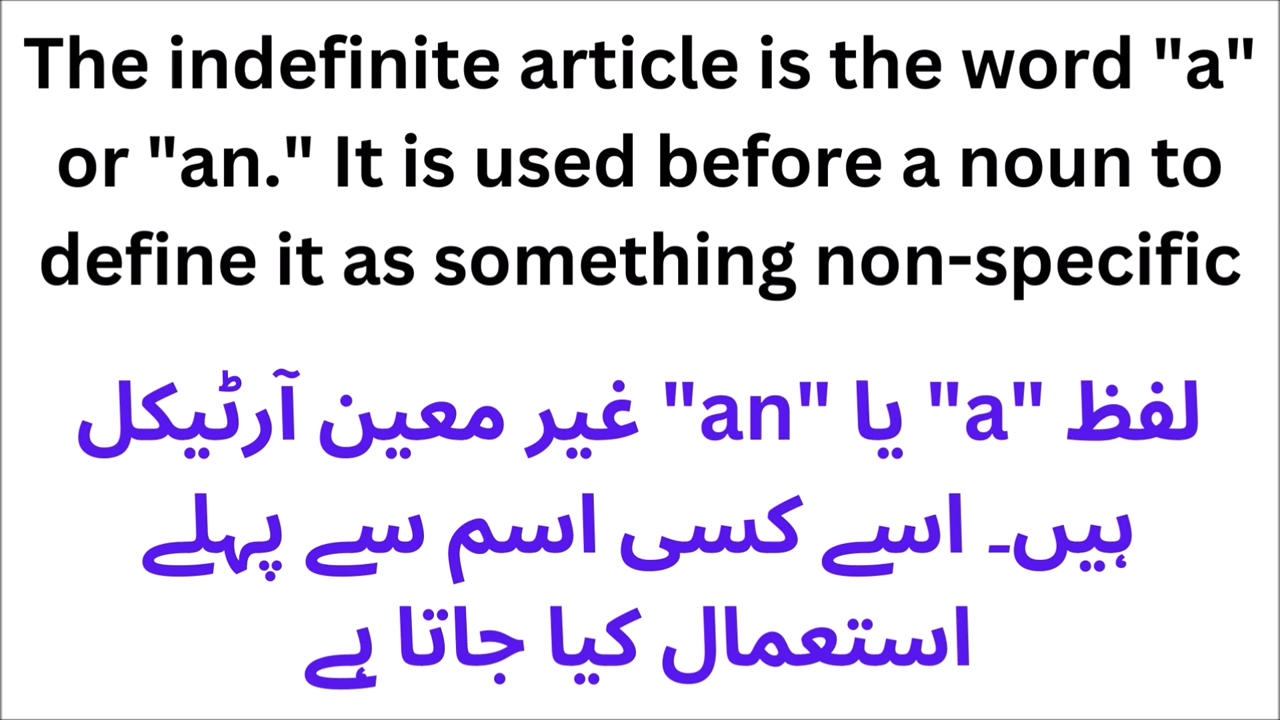 The indefinite article is the word "a"
or "an." It is used before a noun to
define it as something non-specific
لفظ "a" یا "an" غیر معین آرٹیکل
ہیں۔ اسے کسی اسم سے پہلے
استعمال کیا جاتا ہے